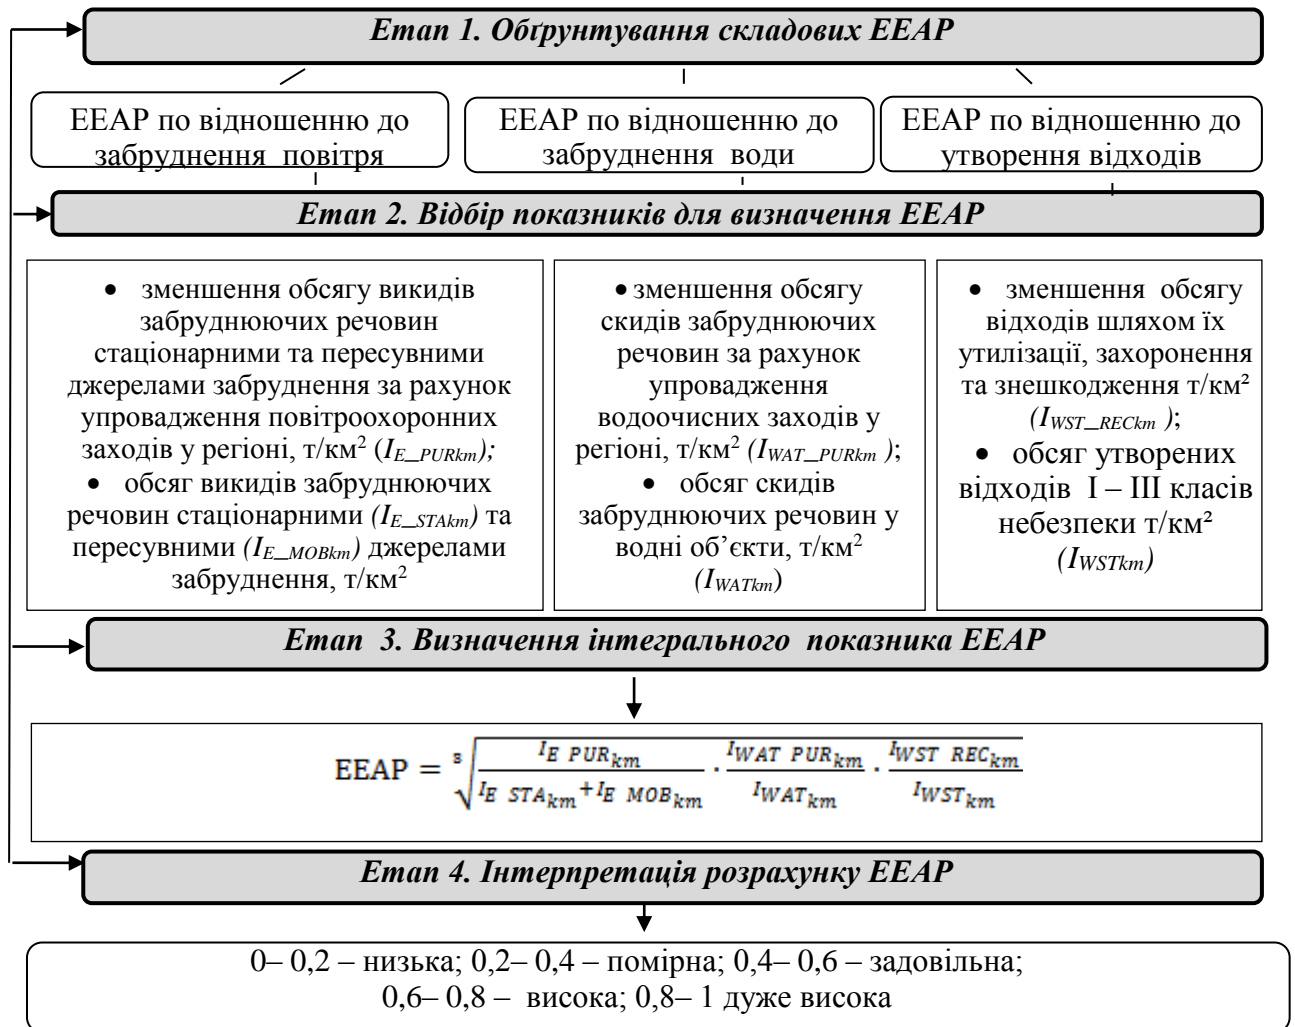 Етап 1. Обґрунтування складових ЕЕАР
ЕЕАР по відношенню до
забруднення повітря
ЕЕАР по відношенню до
забруднення води
ЕЕАР по відношенню до
утворення відходів
Етап 2. Відбір показників для визначення ЕЕАР
• зменшення обсягу викидів
забруднюючих речовин
стаціонарними та пересувними
джерелами забруднення за рахунок
упровадження повітроохоронних
заходів у регіоні, т/км² (I_E_PURkm);
• обсяг викидів забруднюючих
речовин стаціонарними (I_E_STAkm) та
пересувними (I_E_MOBkm) джерелами
забруднення, т/км²
• зменшення обсягу
скидів забруднюючих
речовин за рахунок
упровадження
водоочисних заходів у
регіоні, т/км² (I_WAT_PURkm );
• обсяг скидів
забруднюючих речовин у
водні об’єкти, т/км²
(I_WATkm)
• зменшення обсягу
відходів шляхом їх
утилізації, захоронення
та знешкодження т/км²
(I_WST_RECkm );
• обсяг утворених
відходів І – ІІІ класів
небезпеки т/км²
(I_WSTkm)
Етап 3. Визначення інтегрального показника ЕЕАР
EEAP = ∛(I_E PUR_km / (I_E STA_km + I_E MOB_km) · I_WAT PUR_km / I_WAT_km · I_WST REC_km / I_WST_km)
Етап 4. Інтерпретація розрахунку ЕЕАР
0– 0,2 – низька; 0,2– 0,4 – помірна; 0,4– 0,6 – задовільна;
0,6– 0,8 – висока; 0,8– 1 дуже висока